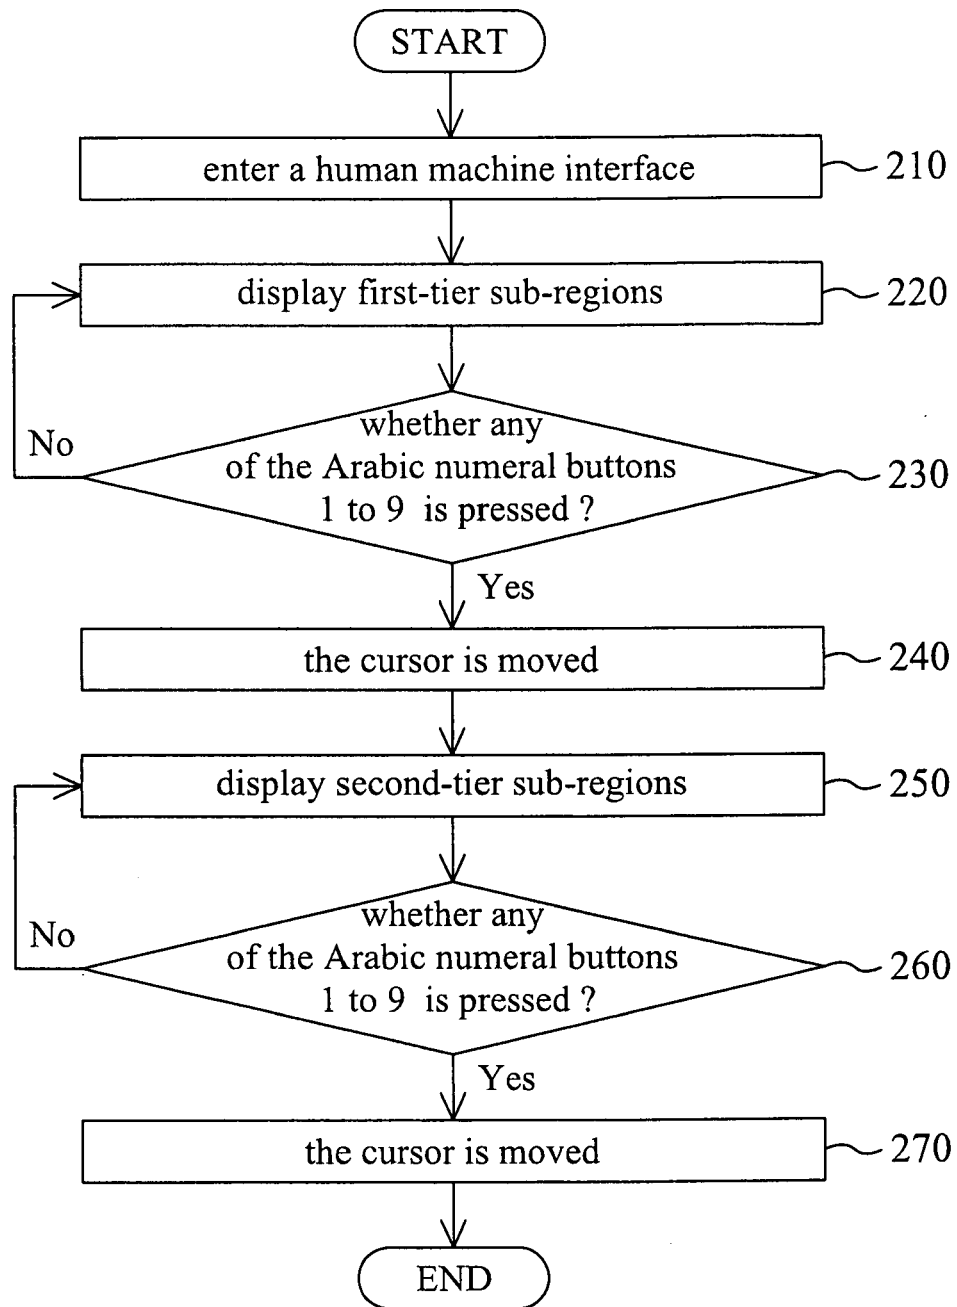 START
enter a human machine interface
210
display first-tier sub-regions
220
No
whether any
of the Arabic numeral buttons
1 to 9 is pressed ?
230
Yes
the cursor is moved
240
display second-tier sub-regions
250
No
whether any
of the Arabic numeral buttons
1 to 9 is pressed ?
260
Yes
the cursor is moved
270
END